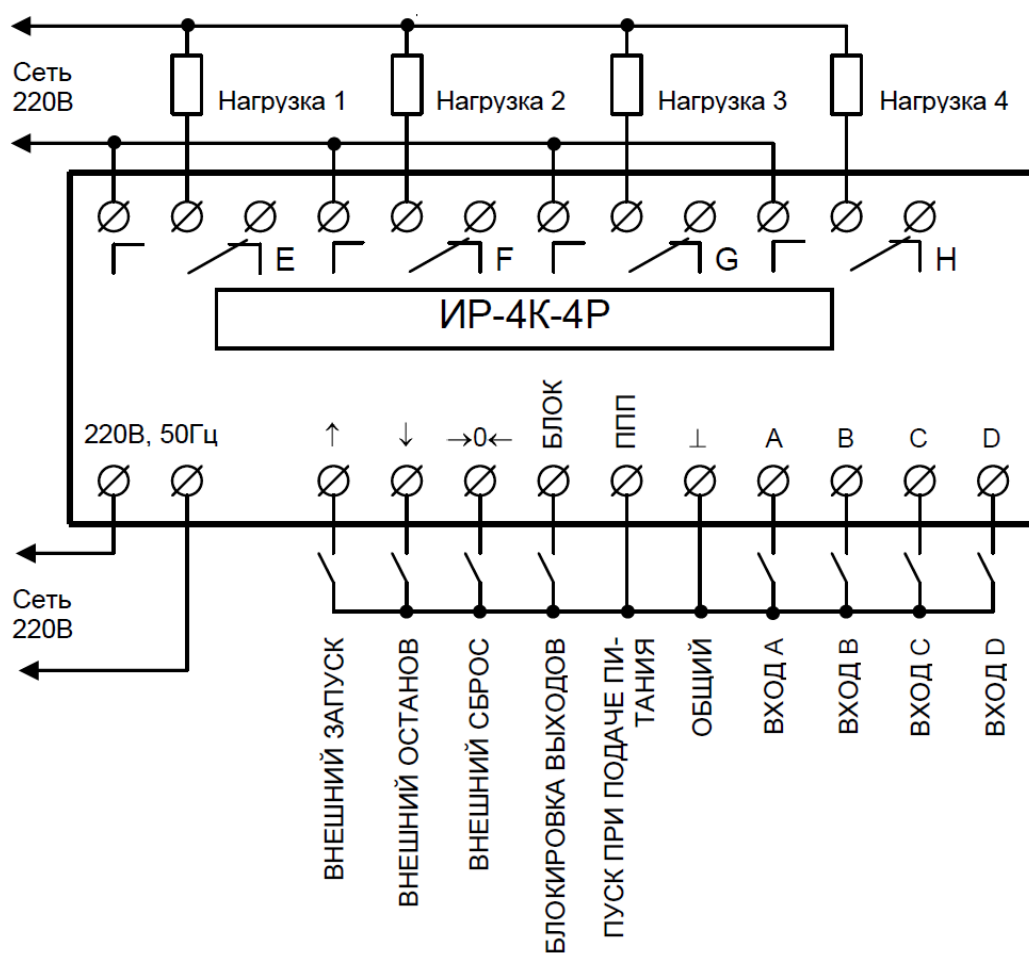 Сеть
220В
Нагрузка 1
Нагрузка 2
Нагрузка 3
Нагрузка 4
E
F
G
H
ИР-4К-4Р
220В, 50Гц
↑
↓
→0←
БЛОК
ППП
⊥
A
B
C
D
Сеть
220В
ВНЕШНИЙ ЗАПУСК
ВНЕШНИЙ ОСТАНОВ
ВНЕШНИЙ СБРОС
БЛОКИРОВКА ВЫХОДОВ
ПУСК ПРИ ПОДАЧЕ ПИ-
ТАНИЯ
ОБЩИЙ
ВХОД A
ВХОД B
ВХОД C
ВХОД D